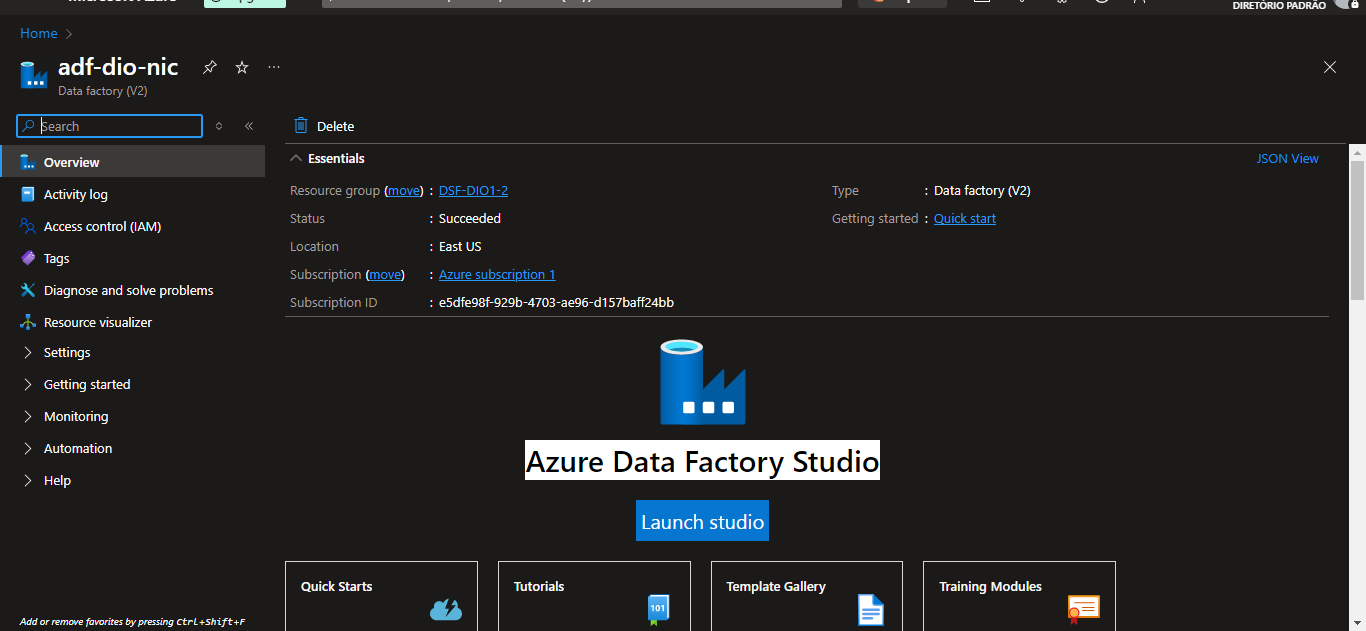 Microsoft Azure
DIRETÓRIO PADRÃO
Home
adf-dio-nic
Data factory (V2)
Search
Delete
Overview
Activity log
Access control (IAM)
Tags
Diagnose and solve problems
Resource visualizer
Settings
Getting started
Monitoring
Automation
Help
Add or remove favorites by pressing Ctrl+Shift+F
Essentials
JSON View
Resource group (move) : DSF-DIO1-2
Status : Succeeded
Location : East US
Subscription (move) : Azure subscription 1
Subscription ID : e5dfe98f-929b-4703-ae96-d157baff24bb
Type : Data factory (V2)
Getting started : Quick start
Azure Data Factory Studio
Launch studio
Quick Starts
Tutorials
101
Template Gallery
Training Modules